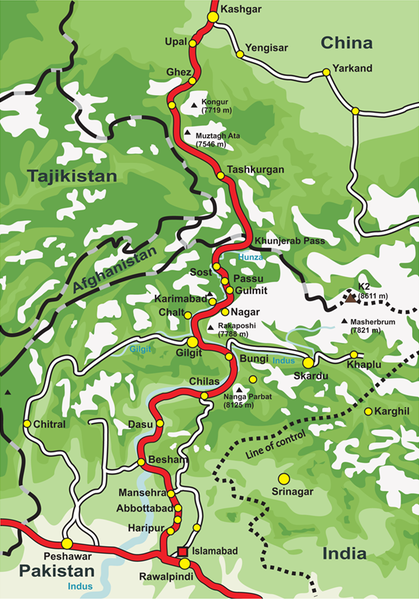 Kashgar
China
Upal
Yengisar
Ghez
Yarkand
Kongur
(7719 m)
Muztagh Ata
(7546 m)
Tajikistan
Tashkurgan
Khunjerab Pass
Afghanistan
Hunza
Sost
Passu
K2
(8611 m)
Gulmit
Karimabad
Chalt
Nagar
Masherbrum
(7821 m)
Rakaposhi
(7788 m)
Gilgit
Gilgit
Bungi
Indus
Khaplu
Skardu
Chilas
Nanga Parbat
(8125 m)
Karghil
Chitral
Dasu
Line of control
Besham
Srinagar
Mansehra
Abbottabad
Haripur
Islamabad
India
Peshawar
Pakistan
Rawalpindi
Indus